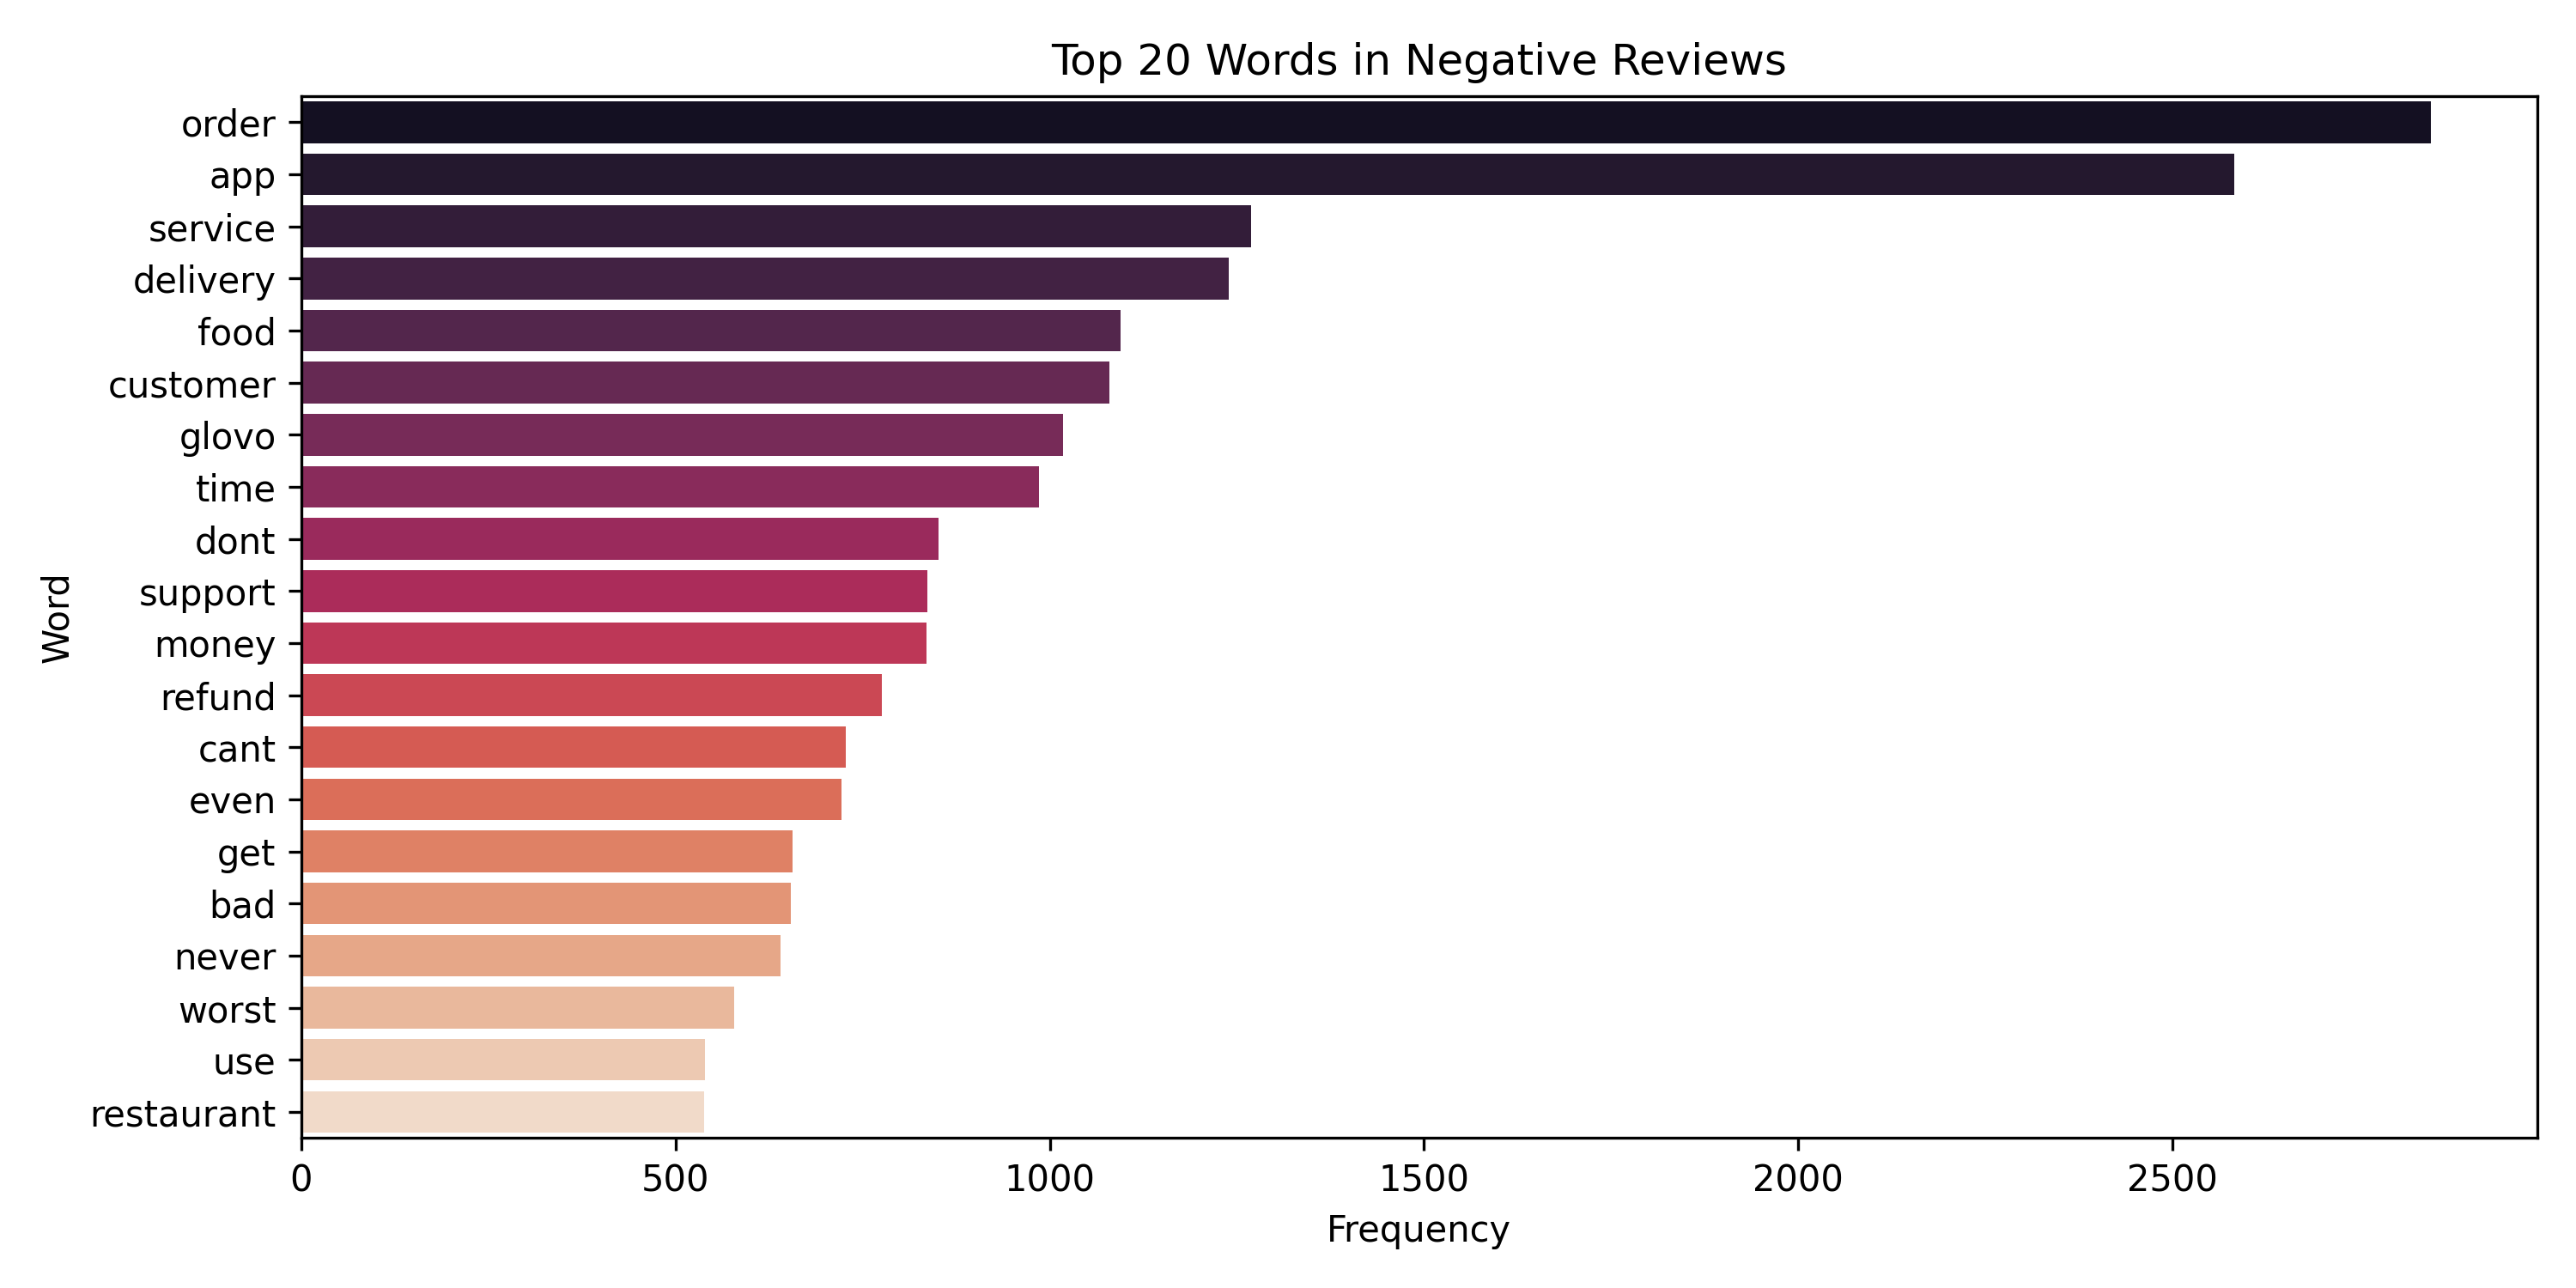 Top 20 Words in Negative Reviews
order
app
service
delivery
food
customer
glovo
time
dont
support
money
refund
cant
even
get
bad
never
worst
use
restaurant
Word
0 500 1000 1500 2000 2500
Frequency